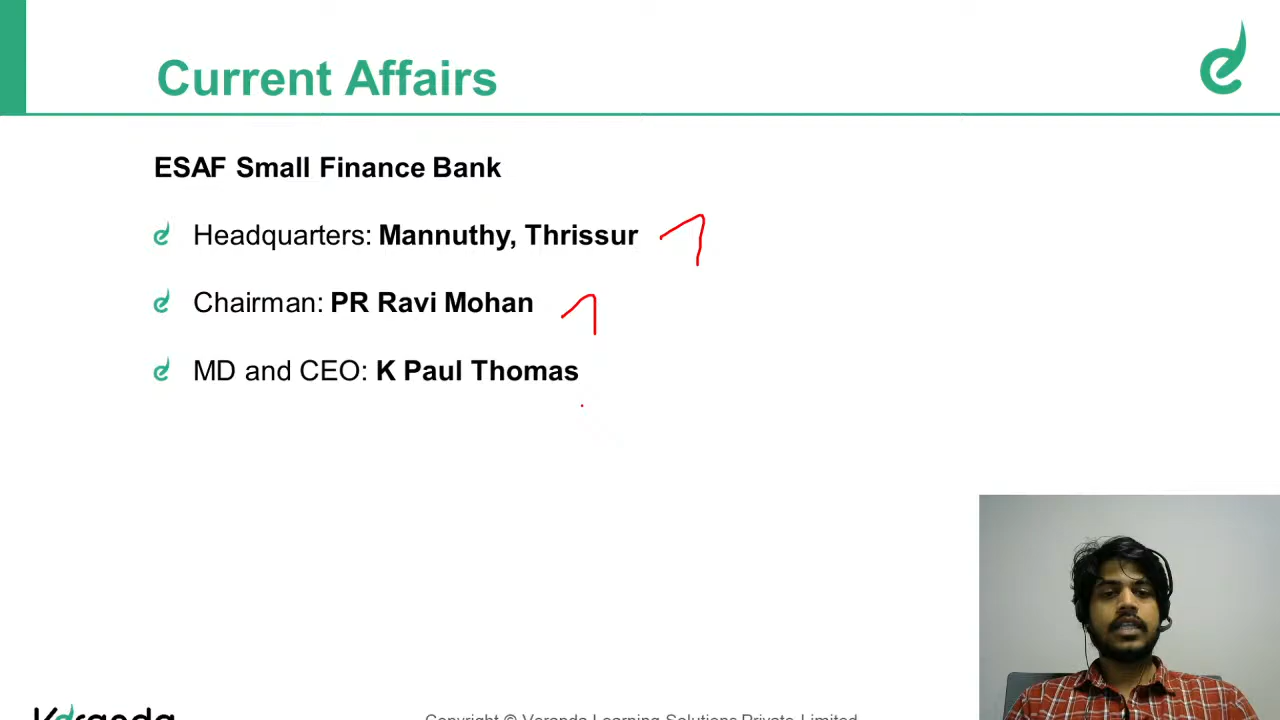 Current Affairs
ESAF Small Finance Bank
Headquarters: Mannuthy, Thrissur
Chairman: PR Ravi Mohan
MD and CEO: K Paul Thomas
Veranda
Copyright © Veranda Learning Solutions Private Limited